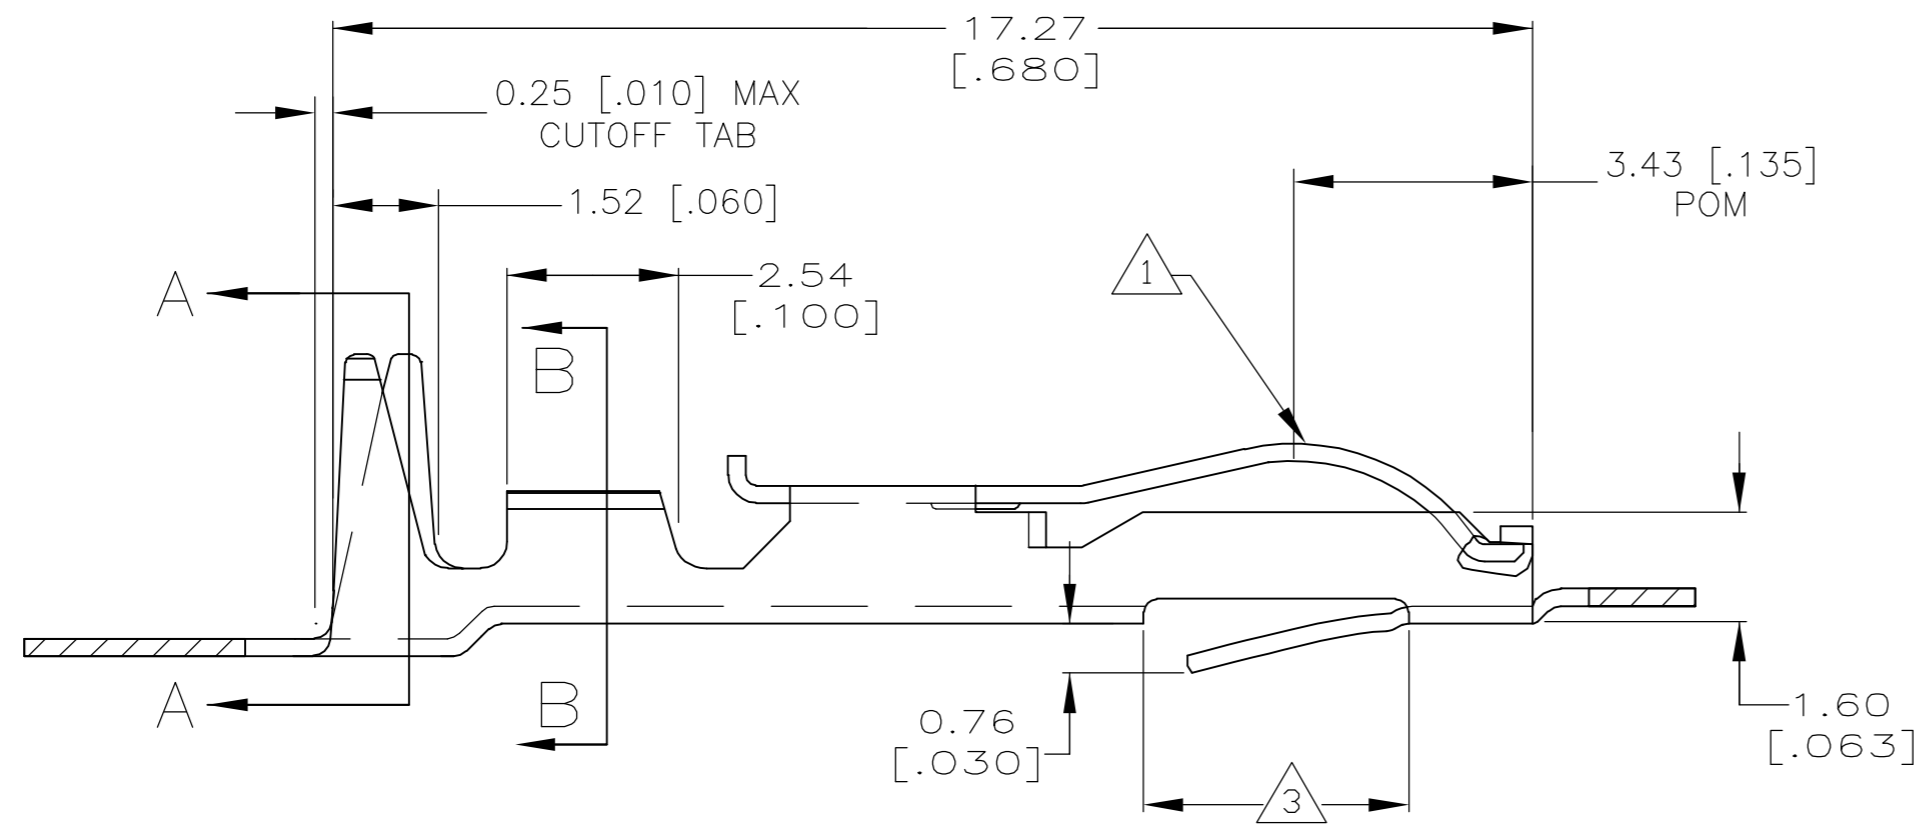 17.27
[.680]
0.25 [.010] MAX
CUTOFF TAB
3.43 [.135]
POM
1.52 [.060]
2.54
[.100]
1
A
B
A
B
0.76
[.030]
1.60
[.063]
3